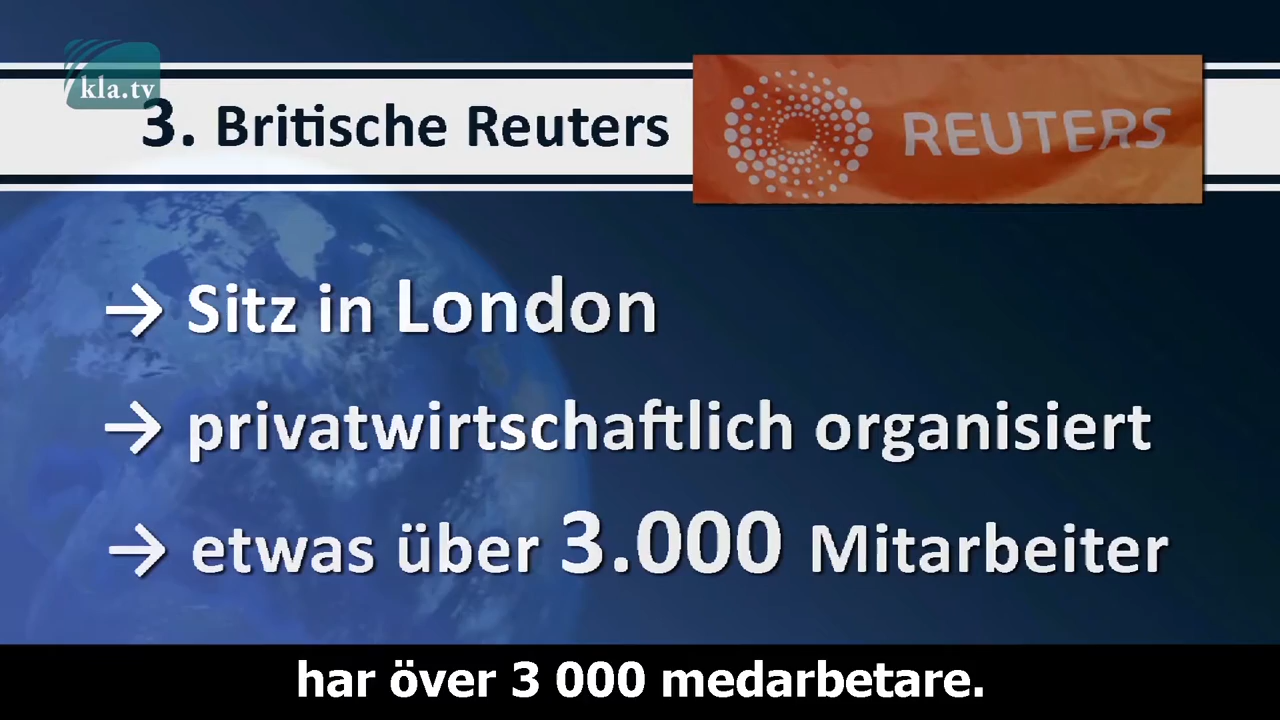 kla.tv
3. Britische Reuters
REUTERS
→ Sitz in London
→ privatwirtschaftlich organisiert
→ etwas über 3.000 Mitarbeiter
har över 3 000 medarbetare.